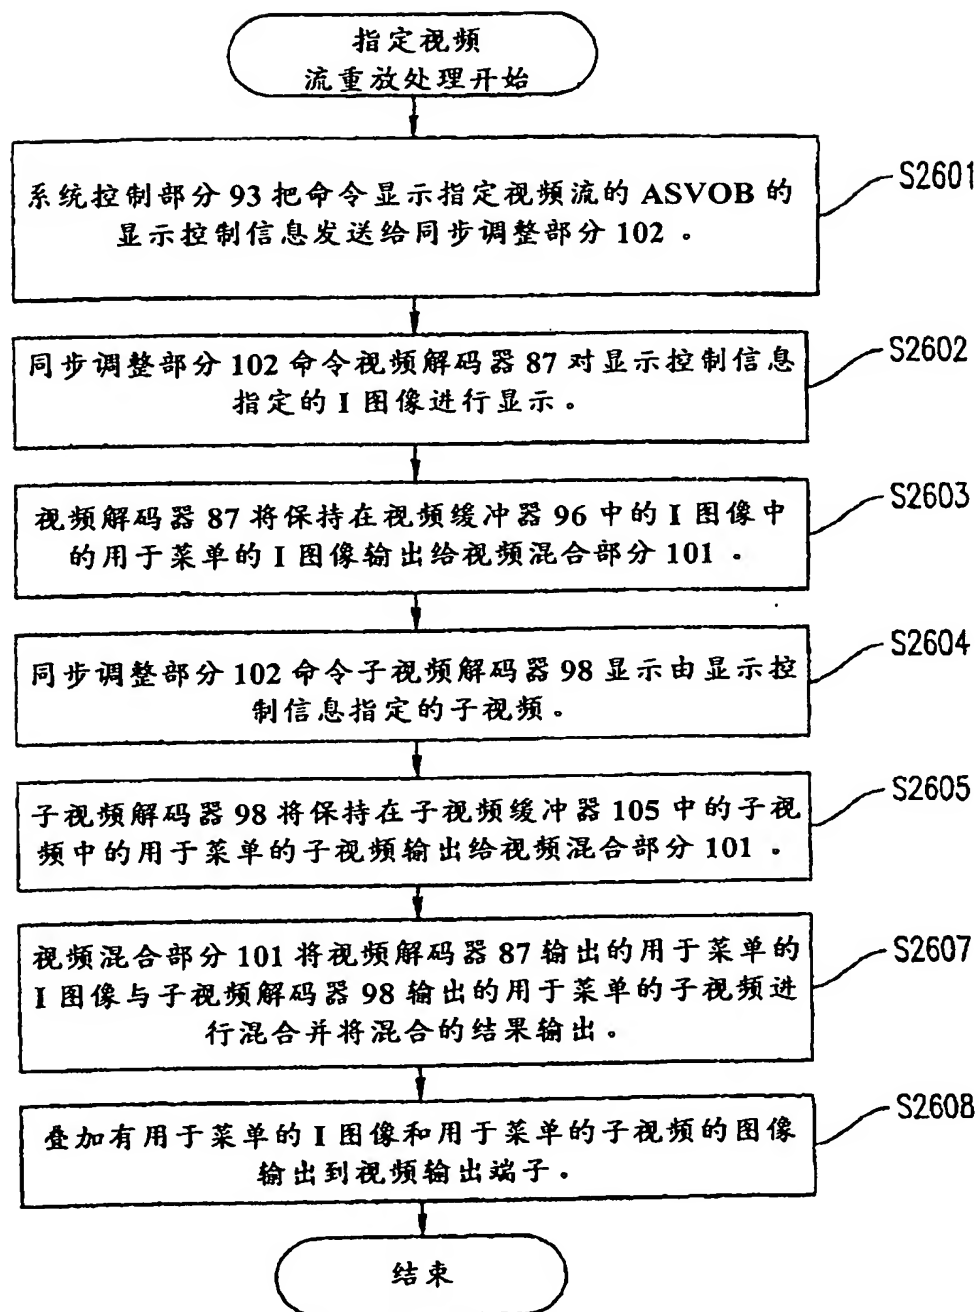 指定视频
流重放处理开始
系统控制部分 93 把命令显示指定视频流的 ASVOB 的
显示控制信息发送给同步调整部分 102 。
S2601
同步调整部分 102 命令视频解码器 87 对显示控制信息
指定的 I 图像进行显示。
S2602
视频解码器 87 将保持在视频缓冲器 96 中的 I 图像中
的用于菜单的 I 图像输出给视频混合部分 101 。
S2603
同步调整部分 102 命令子视频解码器 98 显示由显示控
制信息指定的子视频。
S2604
子视频解码器 98 将保持在子视频缓冲器 105 中的子视
频中的用于菜单的子视频输出给视频混合部分 101 。
S2605
视频混合部分 101 将视频解码器 87 输出的用于菜单的
I 图像与子视频解码器 98 输出的用于菜单的子视频进
行混合并将混合的结果输出。
S2607
叠加有用于菜单的 I 图像和用于菜单的子视频的图像
输出到视频输出端子。
S2608
结束